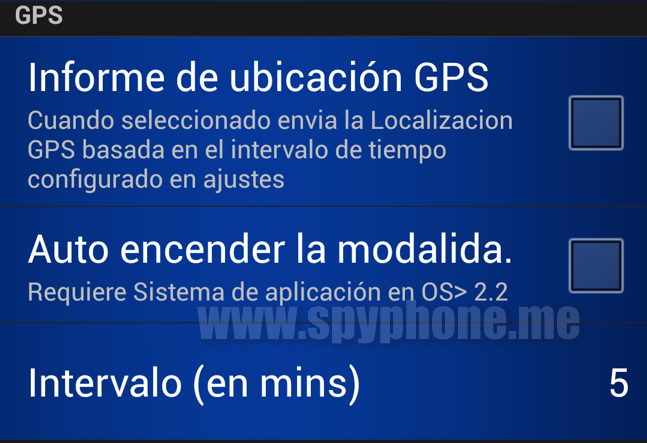 GPS
Informe de ubicación GPS
Cuando seleccionado envia la Localizacion
GPS basada en el intervalo de tiempo
configurado en ajustes
Auto encender la modalida.
Requiere Sistema de aplicación en OS> 2.2
www.spyphone.me
Intervalo (en mins) 5